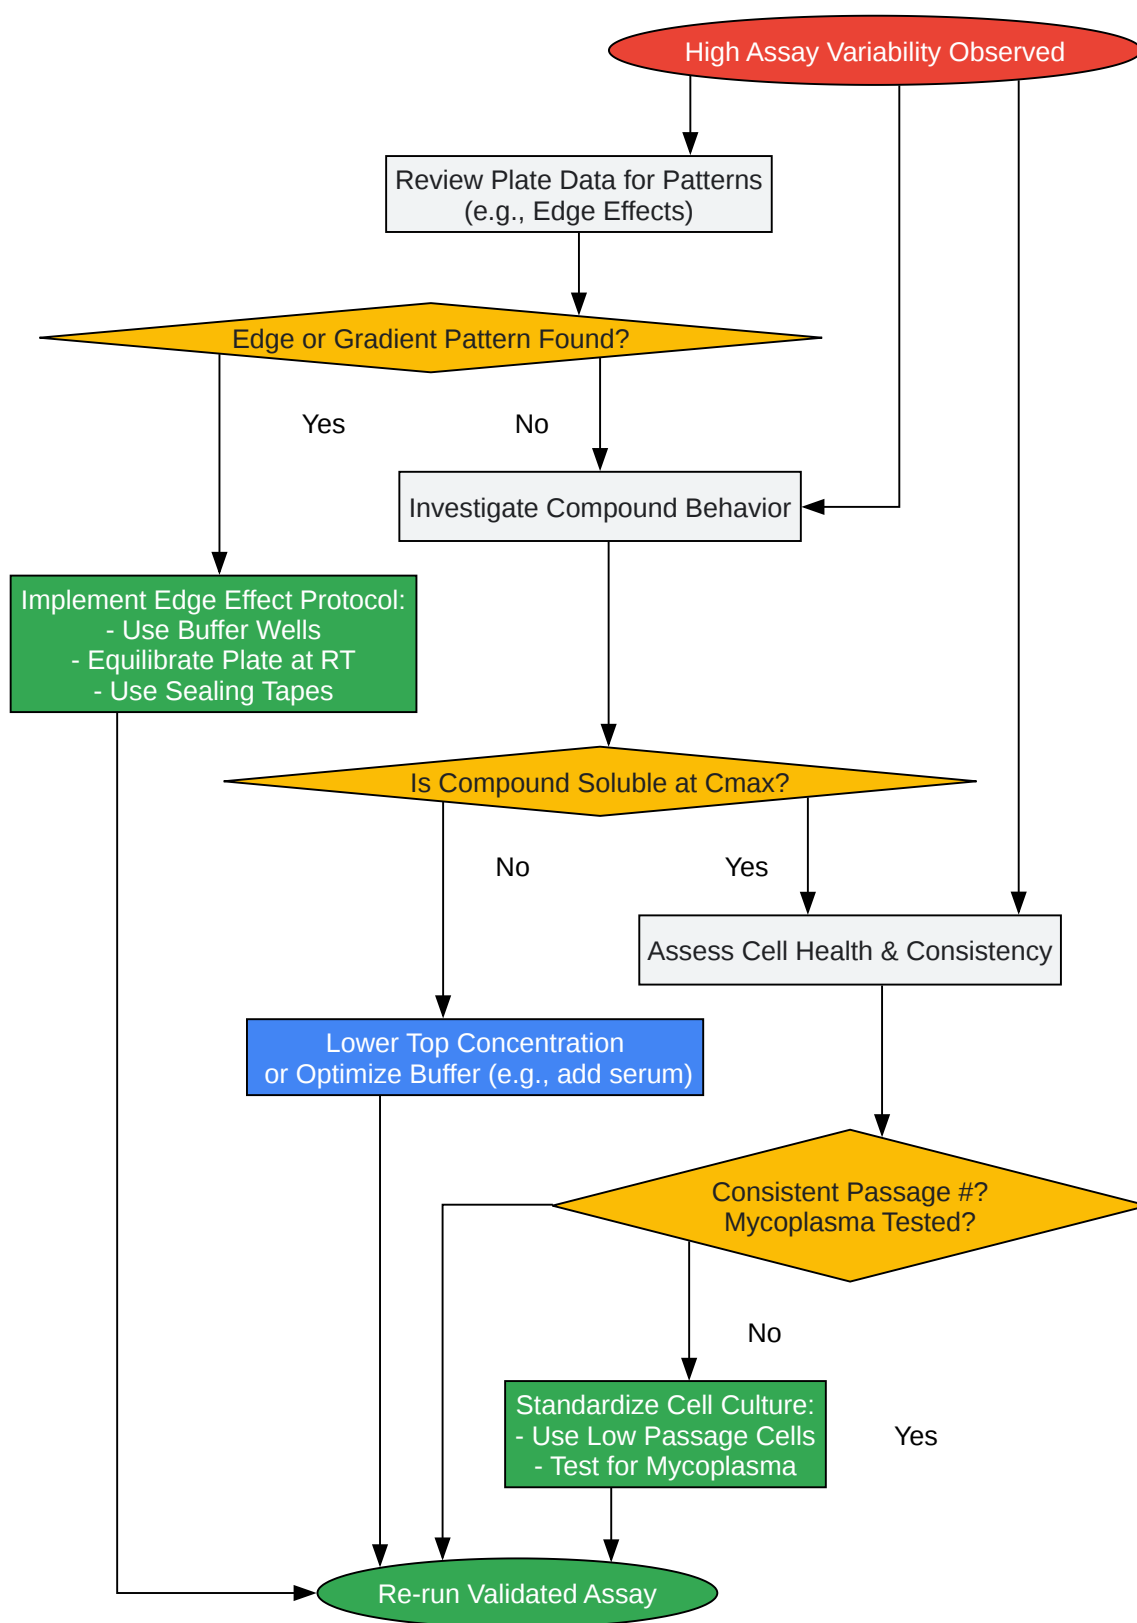 High Assay Variability Observed
Review Plate Data for Patterns
(e.g., Edge Effects)
Edge or Gradient Pattern Found?
Yes
No
Investigate Compound Behavior
Implement Edge Effect Protocol:
- Use Buffer Wells
- Equilibrate Plate at RT
- Use Sealing Tapes
Is Compound Soluble at Cmax?
No
Yes
Assess Cell Health & Consistency
Lower Top Concentration
or Optimize Buffer (e.g., add serum)
Consistent Passage #?
Mycoplasma Tested?
No
Standardize Cell Culture:
- Use Low Passage Cells
- Test for Mycoplasma
Yes
Re-run Validated Assay